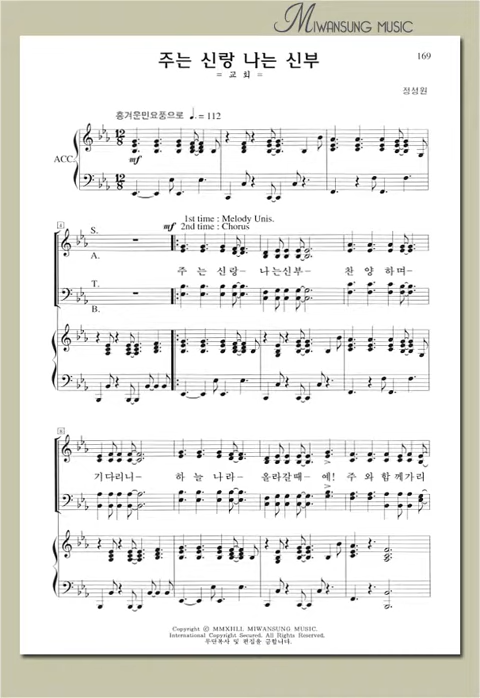 MIWANSUNG MUSIC
주는 신랑 나는 신부
= 교 회 =
169
정성원
흥겨운민요풍으로 ♩. = 112
ACC.
mf
1st time : Melody Unis.
mf 2nd time : Chorus
4
S.
A.
주 는 신랑– 나는신부– 찬 양 하며–
T.
B.
8
기다리니– 하 늘 나라– 올라갈때– 예! 주 와 함 께가리
Copyright © MMXHLL MIWANSUNG MUSIC.
International Copyright Secured. All Rights Reserved.
무단복사 및 편집을 금합니다.